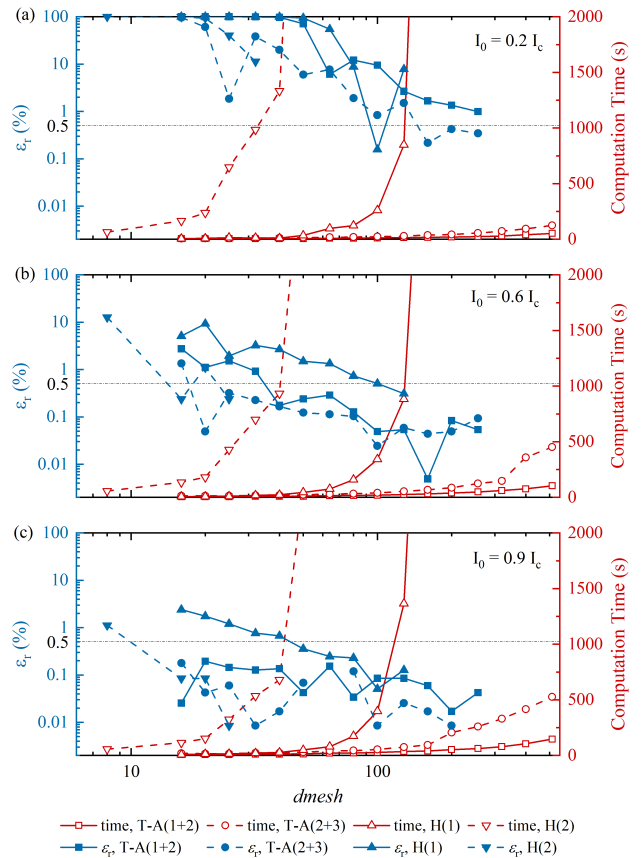 (a)
I₀ = 0.2 I_c
100
10
1
0.5
0.1
0.01
ε_r (%)
2000
1500
1000
500
0
Computation Time (s)
(b)
I₀ = 0.6 I_c
100
10
1
0.5
0.1
0.01
ε_r (%)
2000
1500
1000
500
0
Computation Time (s)
(c)
I₀ = 0.9 I_c
100
10
1
0.5
0.1
0.01
ε_r (%)
2000
1500
1000
500
0
Computation Time (s)
10 100
dmesh
time, T-A(1+2) time, T-A(2+3) time, H(1) time, H(2)
ε_r, T-A(1+2) ε_r, T-A(2+3) ε_r, H(1) ε_r, H(2)